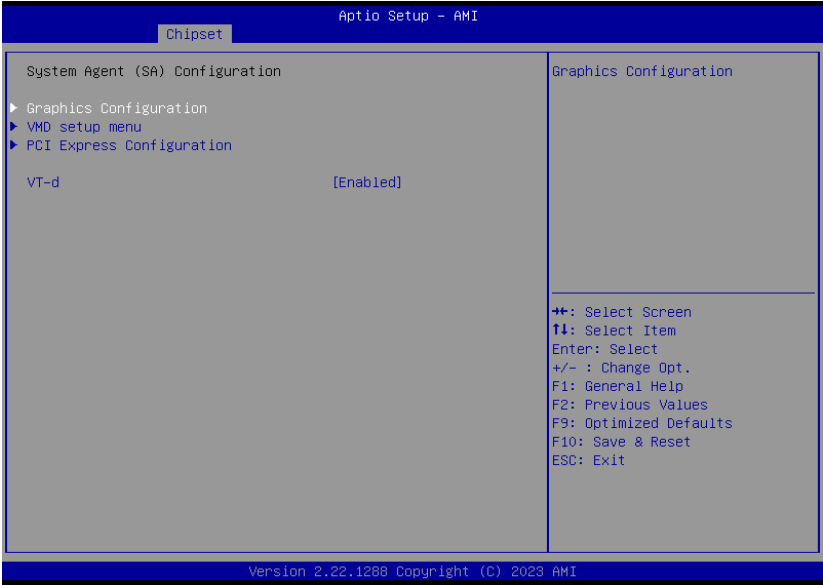 Aptio Setup – AMI
Chipset
System Agent (SA) Configuration
▶ Graphics Configuration
▶ VMD setup menu
▶ PCI Express Configuration
VT-d [Enabled]
Graphics Configuration
→←: Select Screen
↑↓: Select Item
Enter: Select
+/- : Change Opt.
F1: General Help
F2: Previous Values
F9: Optimized Defaults
F10: Save & Reset
ESC: Exit
Version 2.22.1288 Copyright (C) 2023 AMI